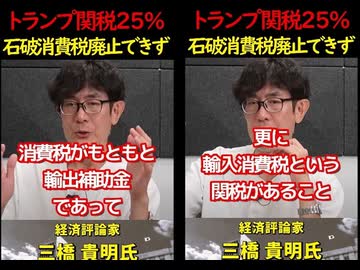 トランプ関税25%
石破消費税廃止できず
消費税がもともと
輸出補助金
であって
経済評論家
三橋 貴明氏
トランプ関税25%
石破消費税廃止できず
更に
輸入消費税という
関税があること
経済評論家
三橋 貴明氏